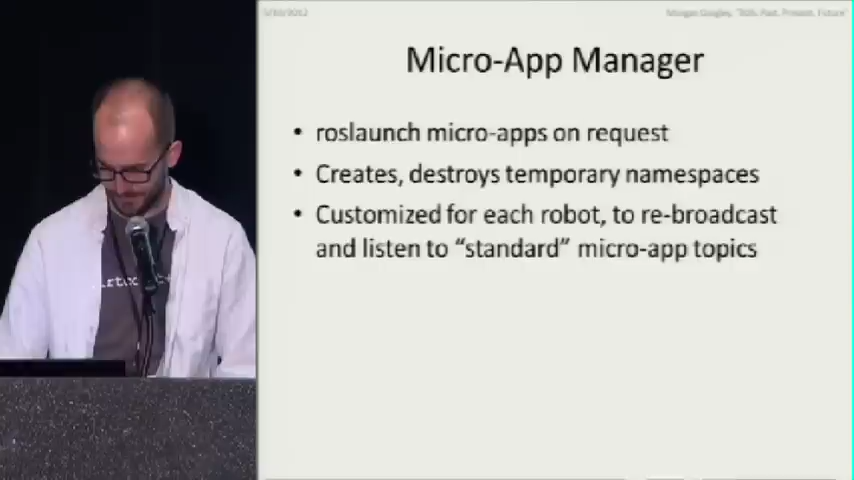 Micro-App Manager
• roslaunch micro-apps on request
• Creates, destroys temporary namespaces
• Customized for each robot, to re-broadcast
and listen to “standard” micro-app topics